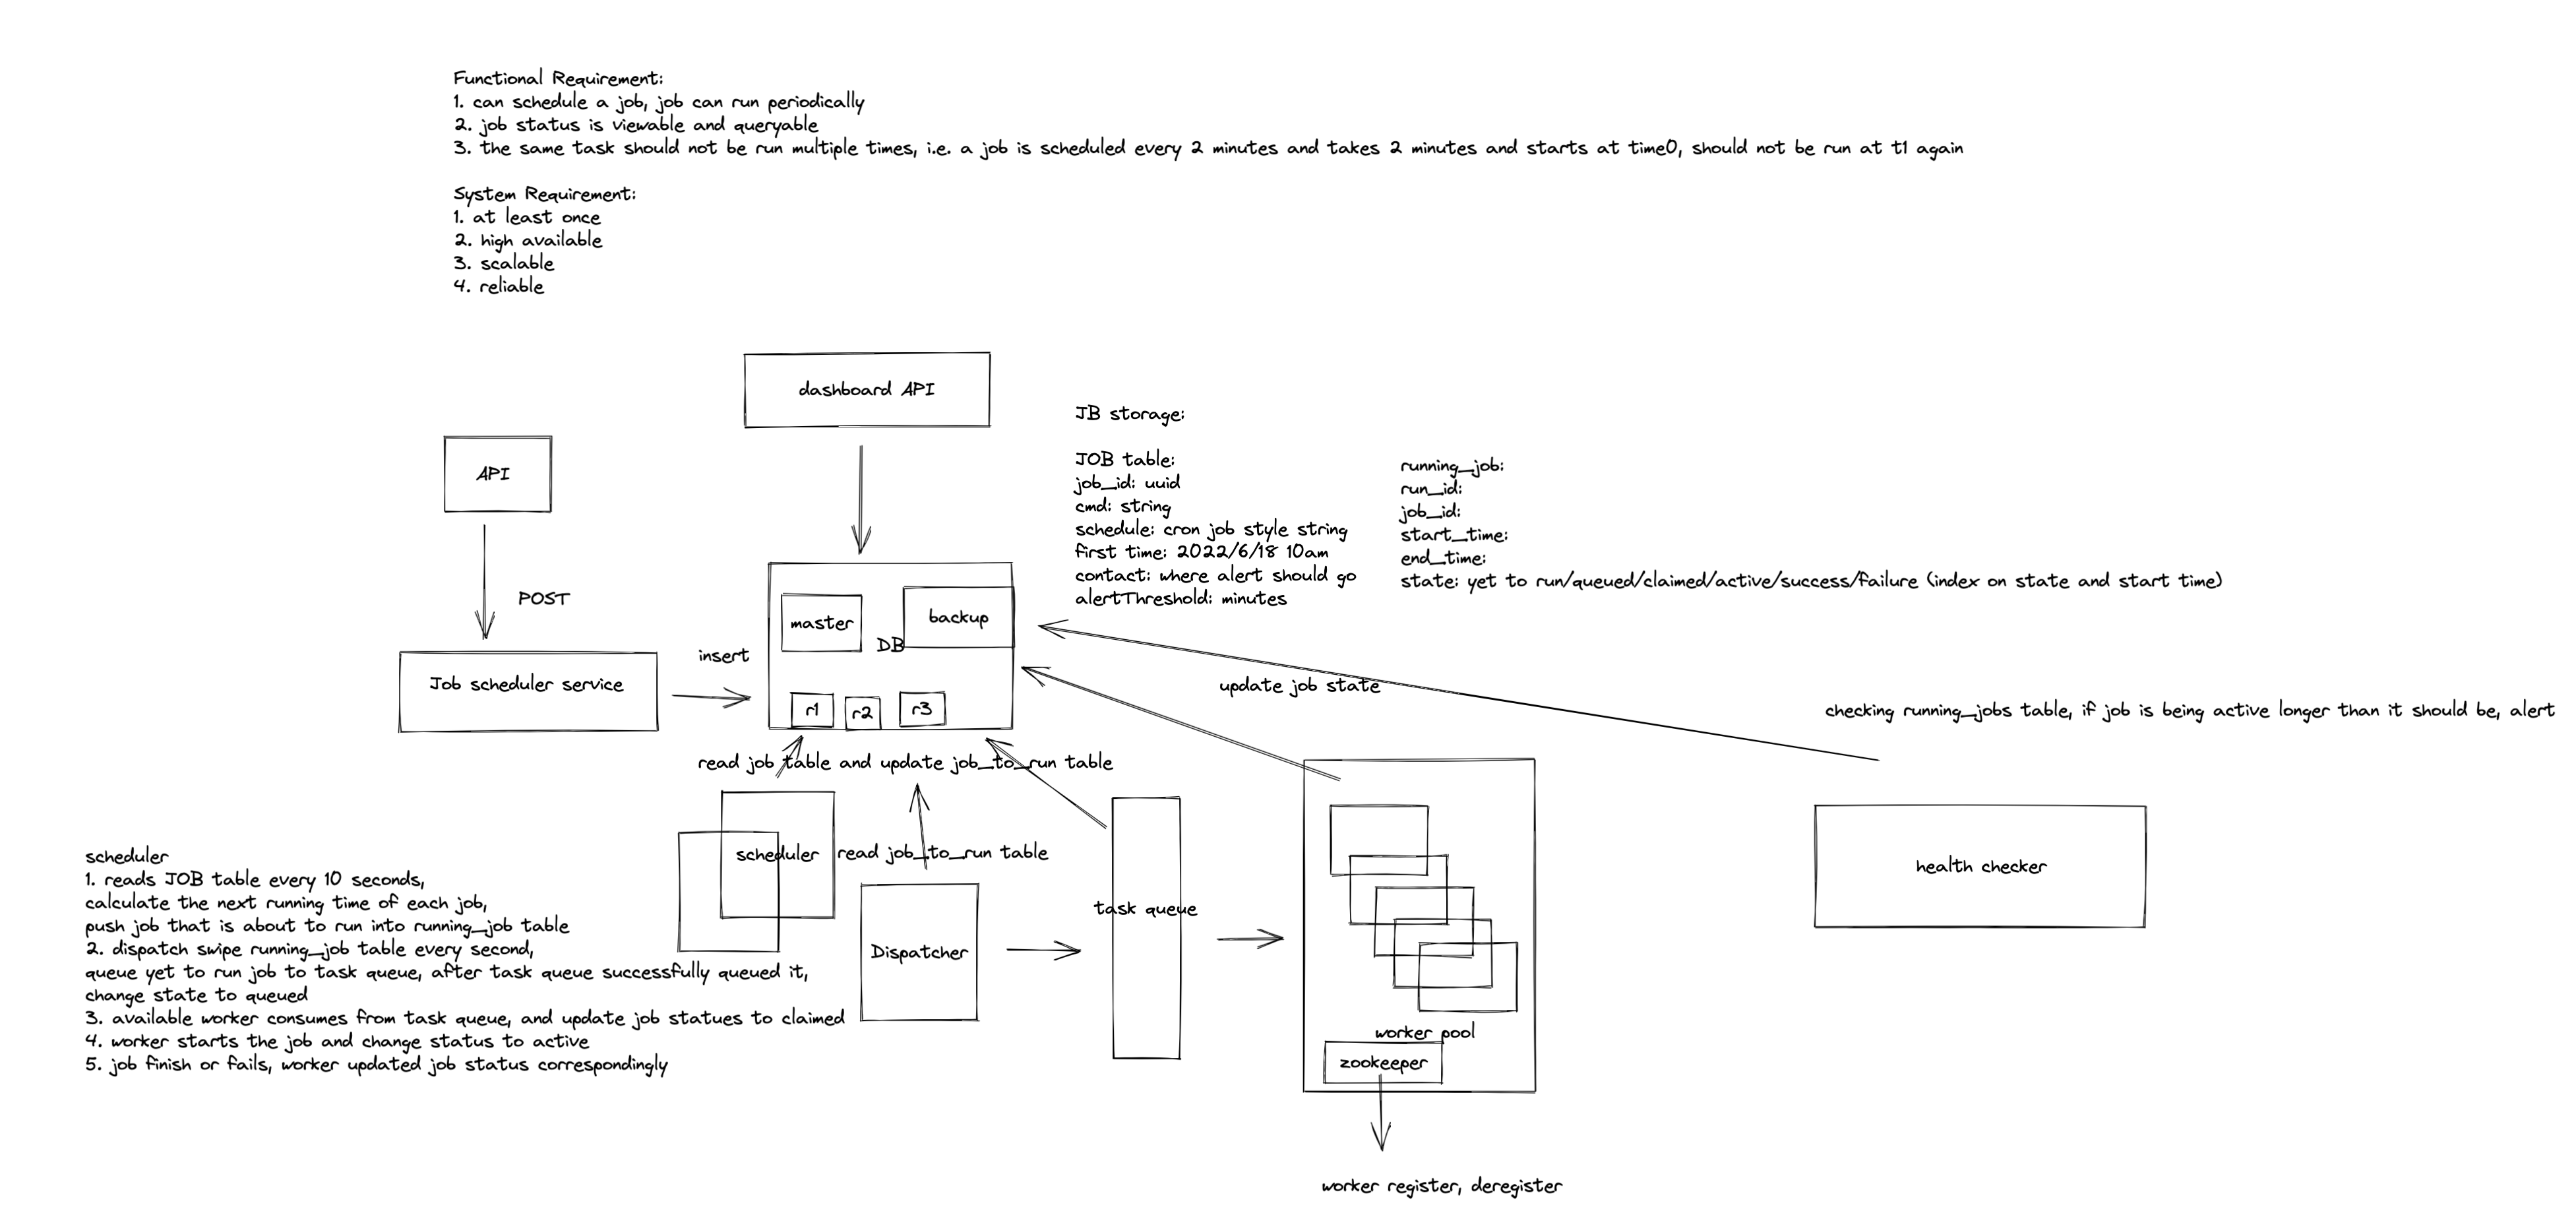 Functional Requirement:
1. can schedule a job, job can run periodically
2. job status is viewable and queryable
3. the same task should not be run multiple times, i.e. a job is scheduled every 2 minutes and takes 2 minutes and starts at time0, should not be run at t1 again
System Requirement:
1. at least once
2. high available
3. scalable
4. reliable
dashboard API
API
POST
Job scheduler service
insert
master
backup
DB
r1
r2
r3
JB storage:
JOB table:
job_id: uuid
cmd: string
schedule: cron job style string
first time: 2022/6/18 10am
contact: where alert should go
alertThreshold: minutes
running_job:
run_id:
job_id:
start_time:
end_time:
state: yet to run/queued/claimed/active/success/failure (index on state and start time)
update job state
checking running_jobs table, if job is being active longer than it should be, alert
read job table and update job_to_run table
scheduler
read job_to_run table
Dispatcher
task queue
worker pool
zookeeper
worker register, deregister
health checker
scheduler
1. reads JOB table every 10 seconds,
calculate the next running time of each job,
push job that is about to run into running_job table
2. dispatch swipe running_job table every second,
queue yet to run job to task queue, after task queue successfully queued it,
change state to queued
3. available worker consumes from task queue, and update job statues to claimed
4. worker starts the job and change status to active
5. job finish or fails, worker updated job status correspondingly